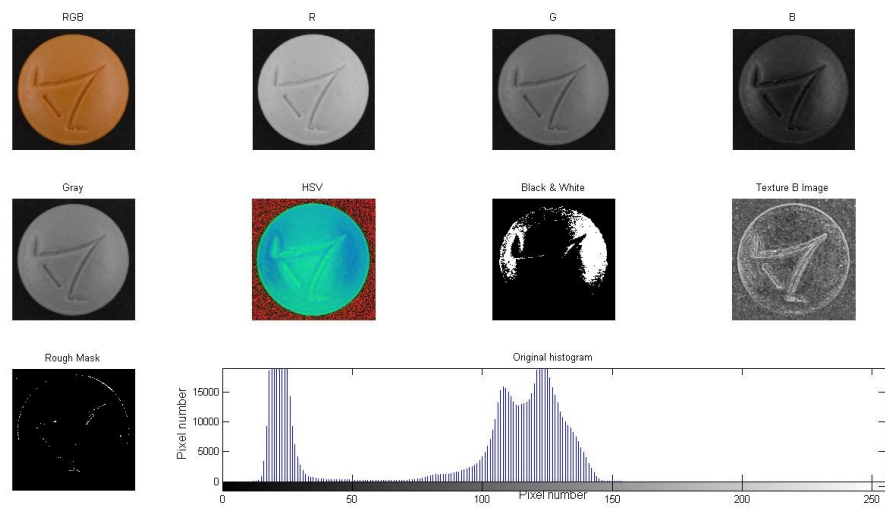 RGB
R
G
B
Gray
HSV
Black & White
Texture B Image
Rough Mask
Original histogram
Pixel number
15000
10000
5000
0
0
50
100
150
200
250
Pixel number